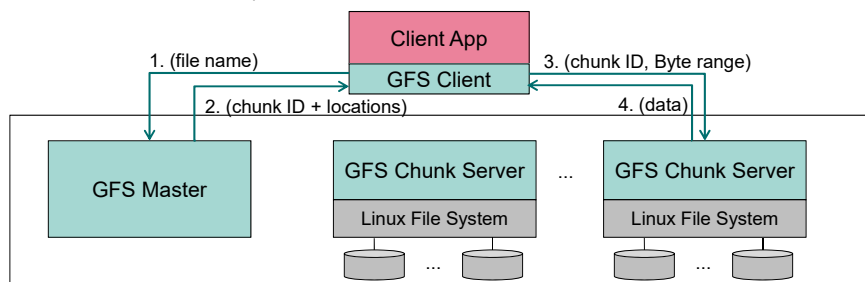 Client App
1. (file name)
3. (chunk ID, Byte range)
GFS Client
2. (chunk ID + locations)
4. (data)
GFS Master
GFS Chunk Server
...
GFS Chunk Server
Linux File System
Linux File System
...
...